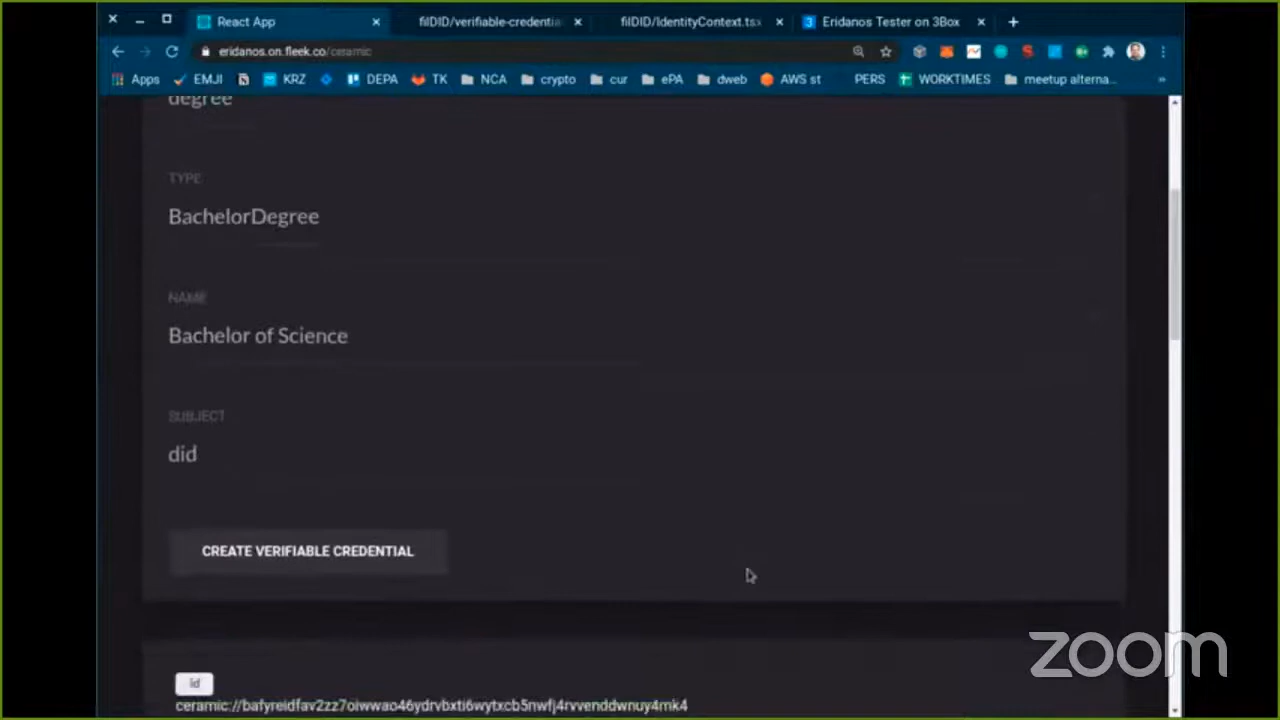 React App
filDID/verifiable-credentia
filDID/IdentityContext.tsx
3 Eridanos Tester on 3Box
eridanos.on.fleek.co/ceramic
Apps EMJI KRZ DEPA TK NCA crypto cur ePA dweb AWS st PERS WORKTIMES meetup alterna...
degree
TYPE
BachelorDegree
NAME
Bachelor of Science
SUBJECT
did
CREATE VERIFIABLE CREDENTIAL
zoom
id